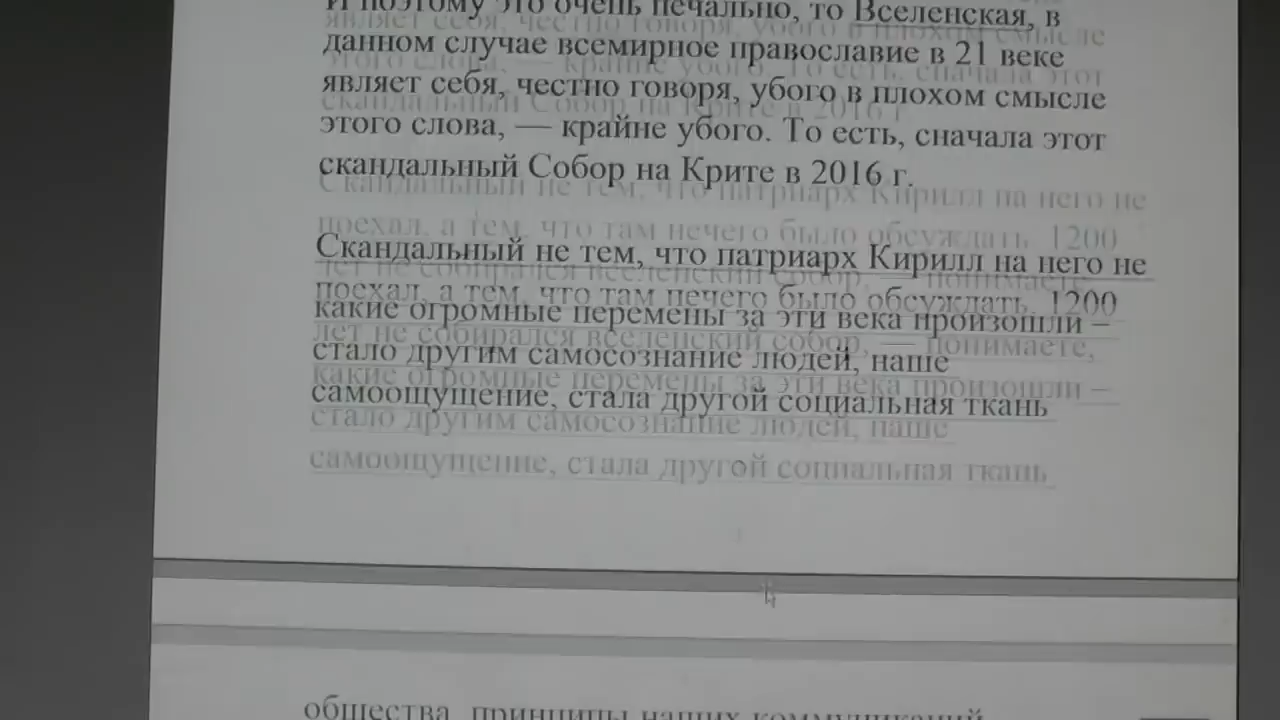 И поэтому это очень печально, то Вселенская, в
данном случае всемирное православие в 21 веке
являет себя, честно говоря, убого в плохом смысле
этого слова, — крайне убого. То есть, сначала этот
скандальный Собор на Крите в 2016 г.
Скандальный не тем, что патриарх Кирилл на него не
поехал, а тем, что там нечего было обсуждать. 1200
лет не собирался вселенский собор, — понимаете,
какие огромные перемены за эти века произошли –
стало другим самосознание людей, наше
самоощущение, стала другой социальная ткань
общества, принципы наших коммуникаций